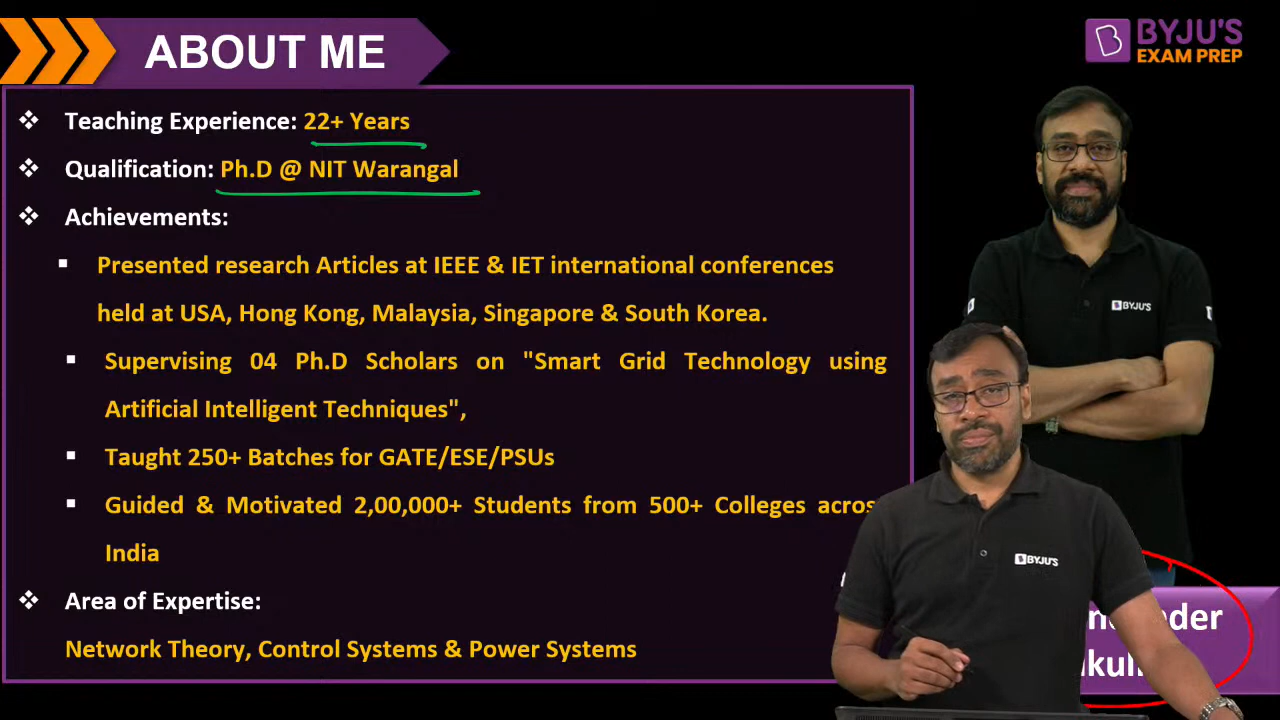 ABOUT ME
BYJU'S
EXAM PREP
❖ Teaching Experience: 22+ Years
❖ Qualification: Ph.D @ NIT Warangal
❖ Achievements:
▪ Presented research Articles at IEEE & IET international conferences
held at USA, Hong Kong, Malaysia, Singapore & South Korea.
▪ Supervising 04 Ph.D Scholars on "Smart Grid Technology using
Artificial Intelligent Techniques",
▪ Taught 250+ Batches for GATE/ESE/PSUs
▪ Guided & Motivated 2,00,000+ Students from 500+ Colleges
India
❖ Area of Expertise:
Network Theory, Control Systems & Power Systems
BYJU'S
BYJU'S